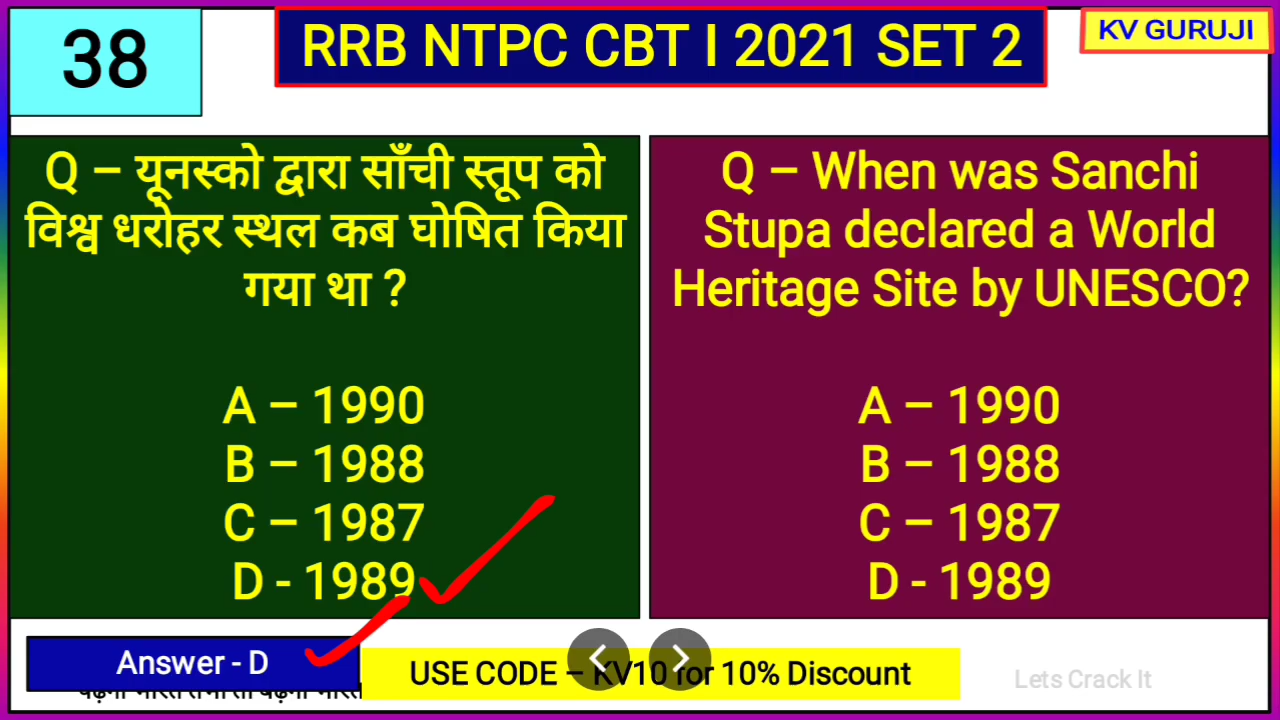 38
RRB NTPC CBT I 2021 SET 2
KV GURUJI
Q – यूनस्को द्वारा साँची स्तूप को
विश्व धरोहर स्थल कब घोषित किया
गया था ?
A – 1990
B – 1988
C – 1987
D - 1989
Q – When was Sanchi
Stupa declared a World
Heritage Site by UNESCO?
A – 1990
B – 1988
C – 1987
D - 1989
Answer - D
USE CODE – KV10 for 10% Discount
Lets Crack It